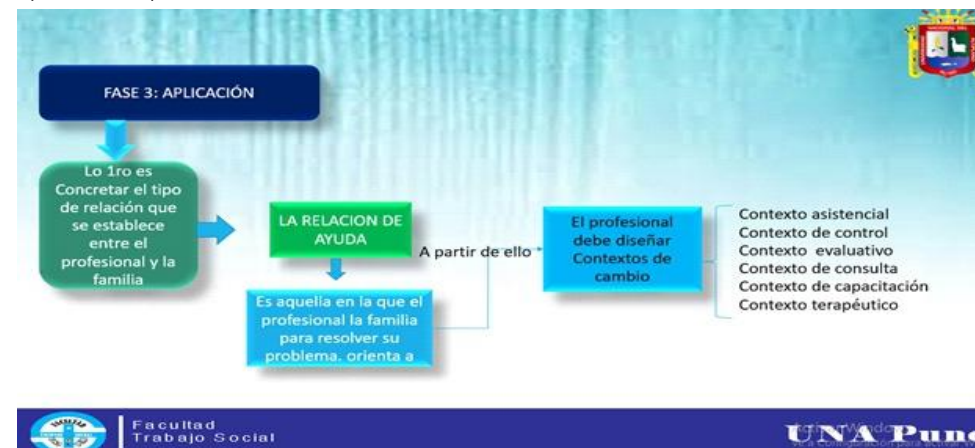 FASE 3: APLICACIÓN
Lo 1ro es
Concretar el tipo
de relación que
se establece
entre el
profesional y la
familia
LA RELACION DE
AYUDA
Es aquella en la que el
profesional la familia
para resolver su
problema. orienta a
A partir de ello
El profesional
debe diseñar
Contextos de
cambio
Contexto asistencial
Contexto de control
Contexto evaluativo
Contexto de consulta
Contexto de capacitación
Contexto terapéutico
Facultad
Trabajo Social
UNA Puno